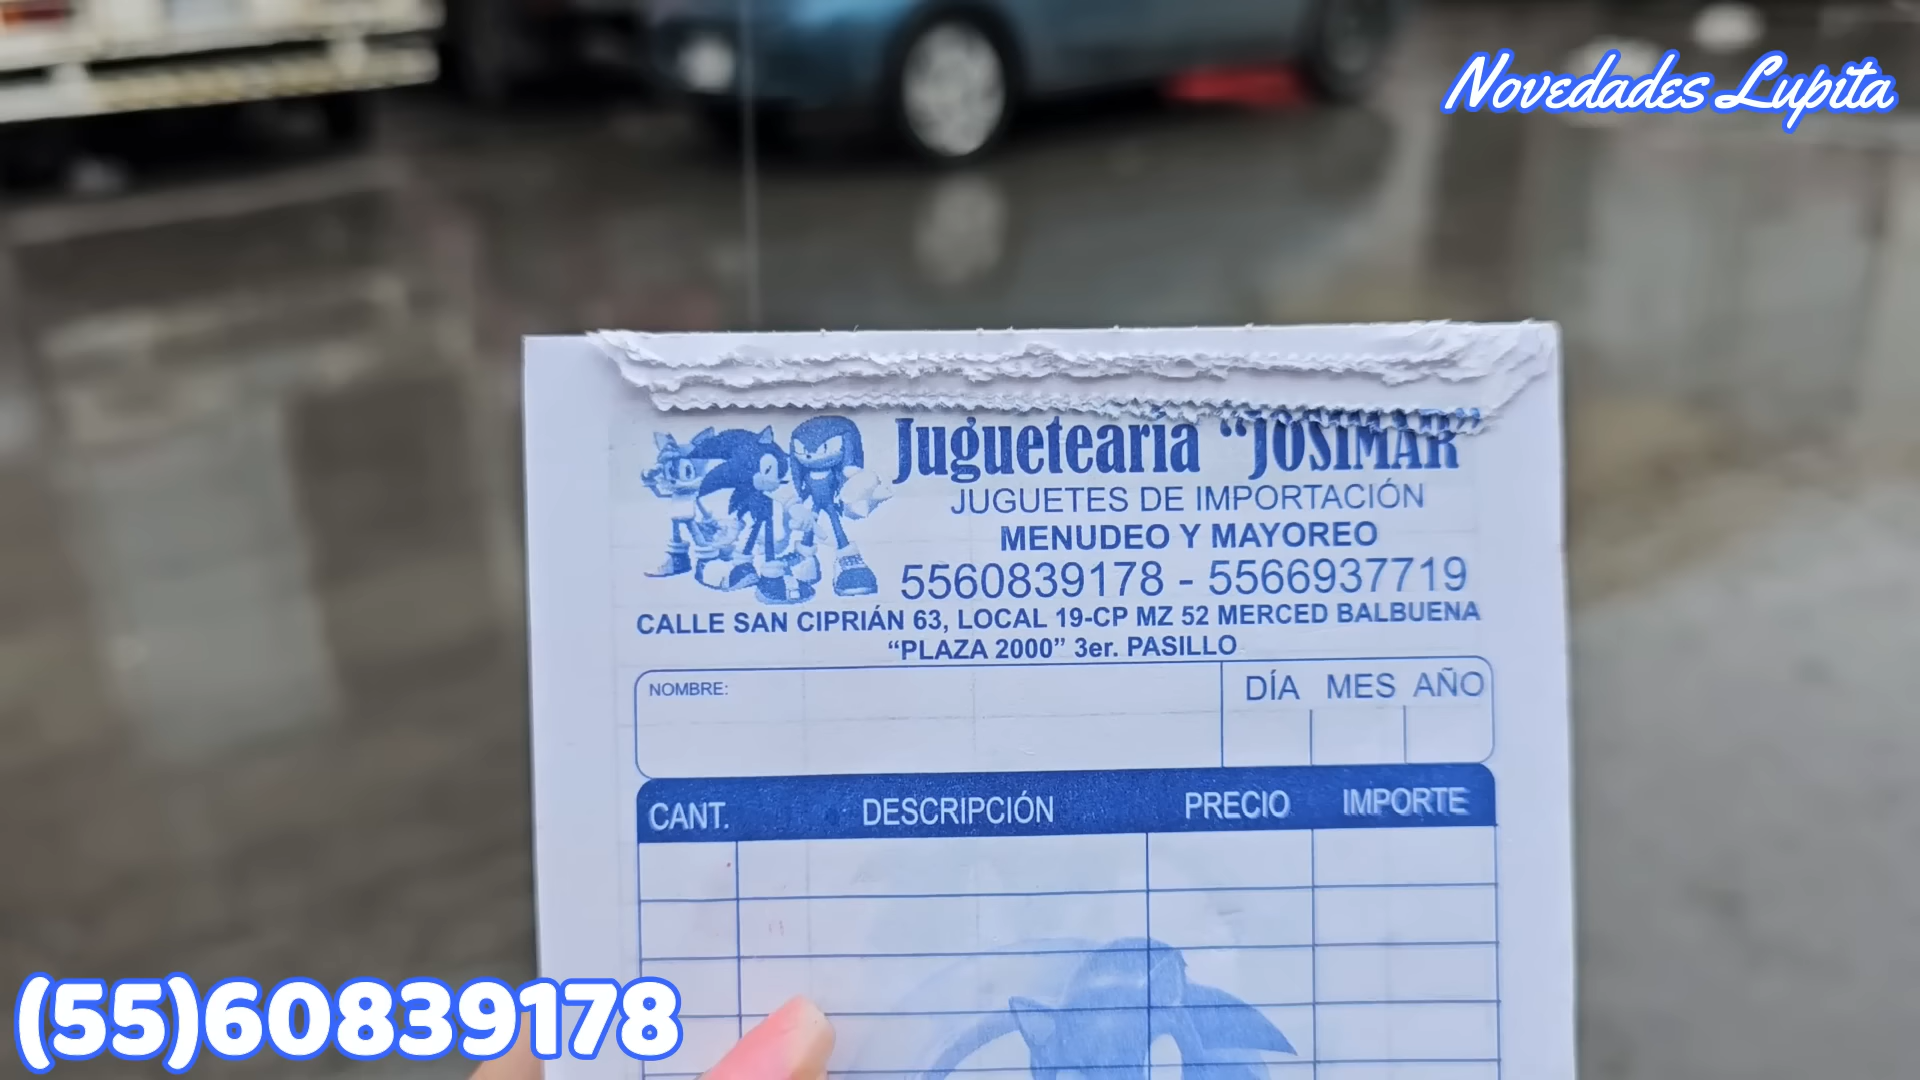 Novedades Lupita
Juguetearía “JOSIMAR”
JUGUETES DE IMPORTACIÓN
MENUDEO Y MAYOREO
5560839178 - 5566937719
CALLE SAN CIPRIÁN 63, LOCAL 19-CP MZ 52 MERCED BALBUENA
“PLAZA 2000” 3er. PASILLO
NOMBRE: DÍA MES AÑO
CANT. DESCRIPCIÓN PRECIO IMPORTE
(55)60839178